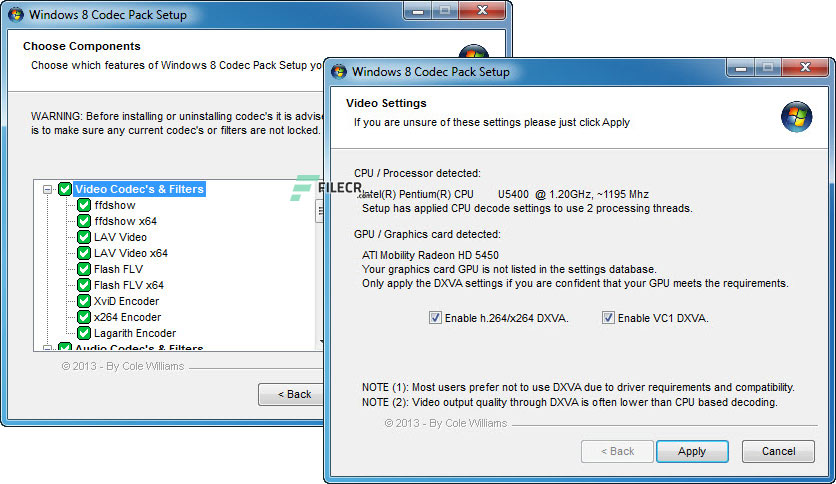 Windows 8 Codec Pack Setup
Choose Components
Choose which features of Windows 8 Codec Pack Setup
WARNING: Before installing or uninstalling codec's it is
is to make sure any current codec's or filters are not locked.
Video Codec's & Filters
ffdshow
ffdshow x64
LAV Video
LAV Video x64
Flash FLV
Flash FLV x64
XviD Encoder
x264 Encoder
Lagarith Encoder
Audio Codec's & Filters
© 2013 - By Cole Williams
< Back
FILECR
.com
Windows 8 Codec Pack Setup
Video Settings
If you are unsure of these settings please just click Apply
CPU / Processor detected:
Intel(R) Pentium(R) CPU U5400 @ 1.20GHz, ~1195 Mhz
Setup has applied CPU decode settings to use 2 processing threads.
GPU / Graphics card detected:
ATI Mobility Radeon HD 5450
Your graphics card GPU is not listed in the settings database.
Only apply the DXVA settings if you are confident that your GPU meets the requirements.
Enable h.264/x264 DXVA.
Enable VC1 DXVA.
NOTE (1): Most users prefer not to use DXVA due to driver requirements and compatibility.
NOTE (2): Video output quality through DXVA is often lower than CPU based decoding.
© 2013 - By Cole Williams
< Back
Apply
Cancel